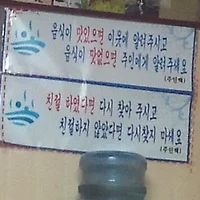 음식이 맛있으면 이웃에 알려주시고
음식이 맛없으면 주인에게 알려주세요
(주인백)
친절 하였다면 다시 찾아 주시고
친절하지 않았다면 다시찾지 마세요
(주인백)